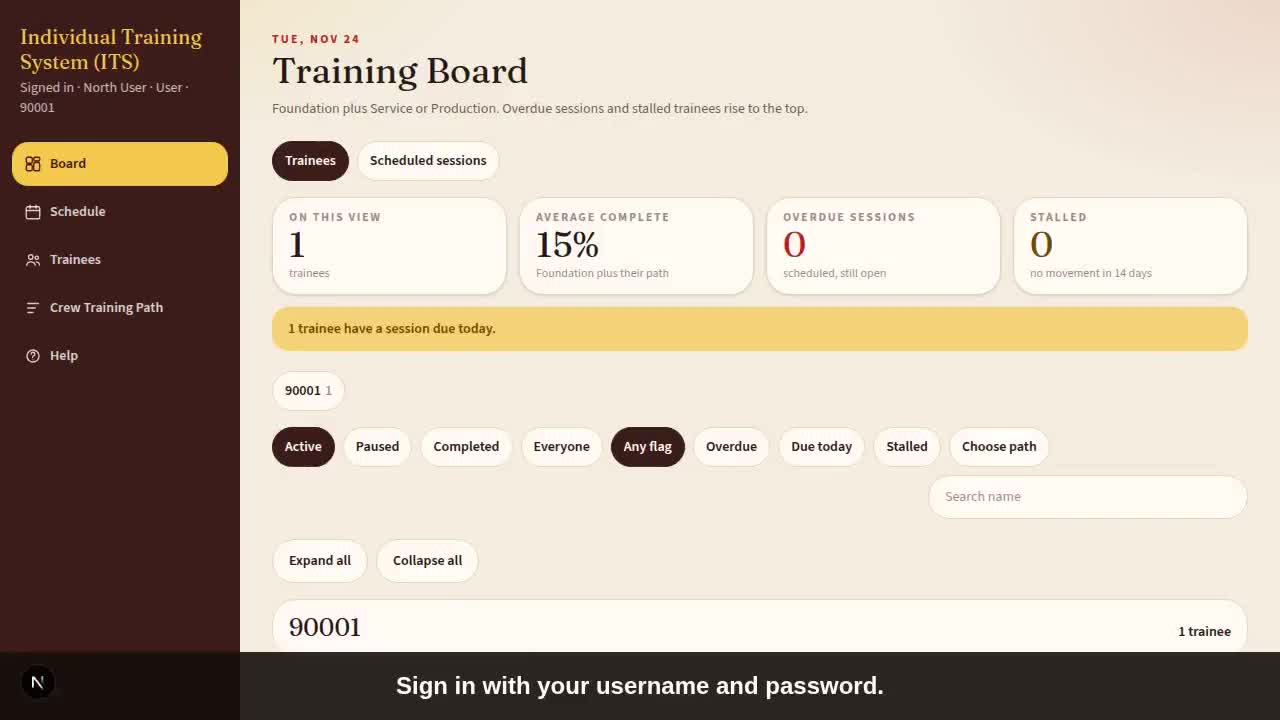 Individual Training
System (ITS)
Signed in · North User · User ·
90001
Board
Schedule
Trainees
Crew Training Path
Help
TUE, NOV 24
Training Board
Foundation plus Service or Production. Overdue sessions and stalled trainees rise to the top.
Trainees
Scheduled sessions
ON THIS VIEW
1
trainees
AVERAGE COMPLETE
15%
Foundation plus their path
OVERDUE SESSIONS
0
scheduled, still open
STALLED
0
no movement in 14 days
1 trainee have a session due today.
90001 1
Active
Paused
Completed
Everyone
Any flag
Overdue
Due today
Stalled
Choose path
Search name
Expand all
Collapse all
90001
1 trainee
N
Sign in with your username and password.